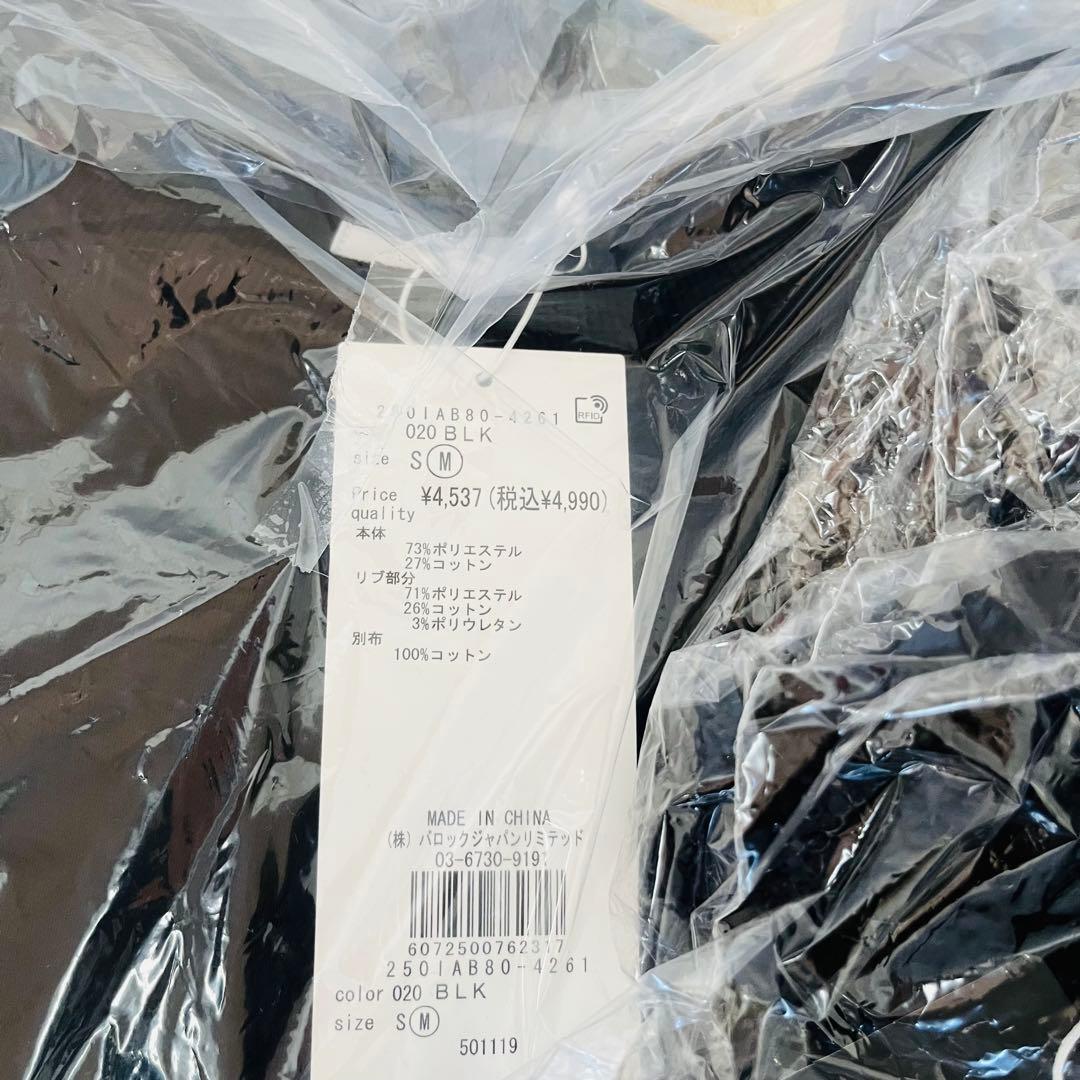 250IAB80-4261
RFID
020 BLK
size S M
Price ¥4,537(税込¥4,990)
quality
本体
73%ポリエステル
27%コットン
リブ部分
71%ポリエステル
26%コットン
3%ポリウレタン
別布
100%コットン
MADE IN CHINA
(株) バロックジャパンリミテッド
03-6730-9191
6072500762317
250IAB80-4261
color 020 BLK
size S M
501119